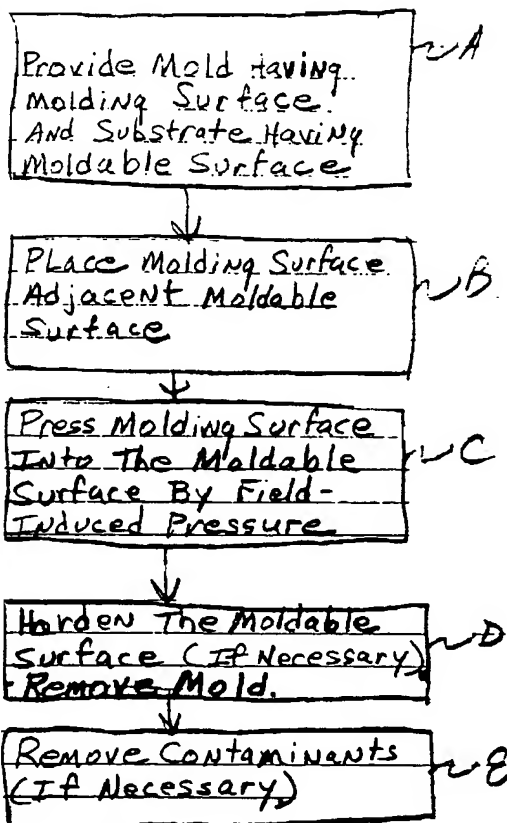 Provide Mold Having
Molding Surface
And Substrate Having
Moldable Surface
A
Place Molding Surface
Adjacent Moldable
Surface
B
Press Molding Surface
Into The Moldable
Surface By Field-
Induced Pressure
C
Harden The Moldable
Surface (If Necessary).
Remove Mold.
D
Remove Contaminants
(If Necessary)
E